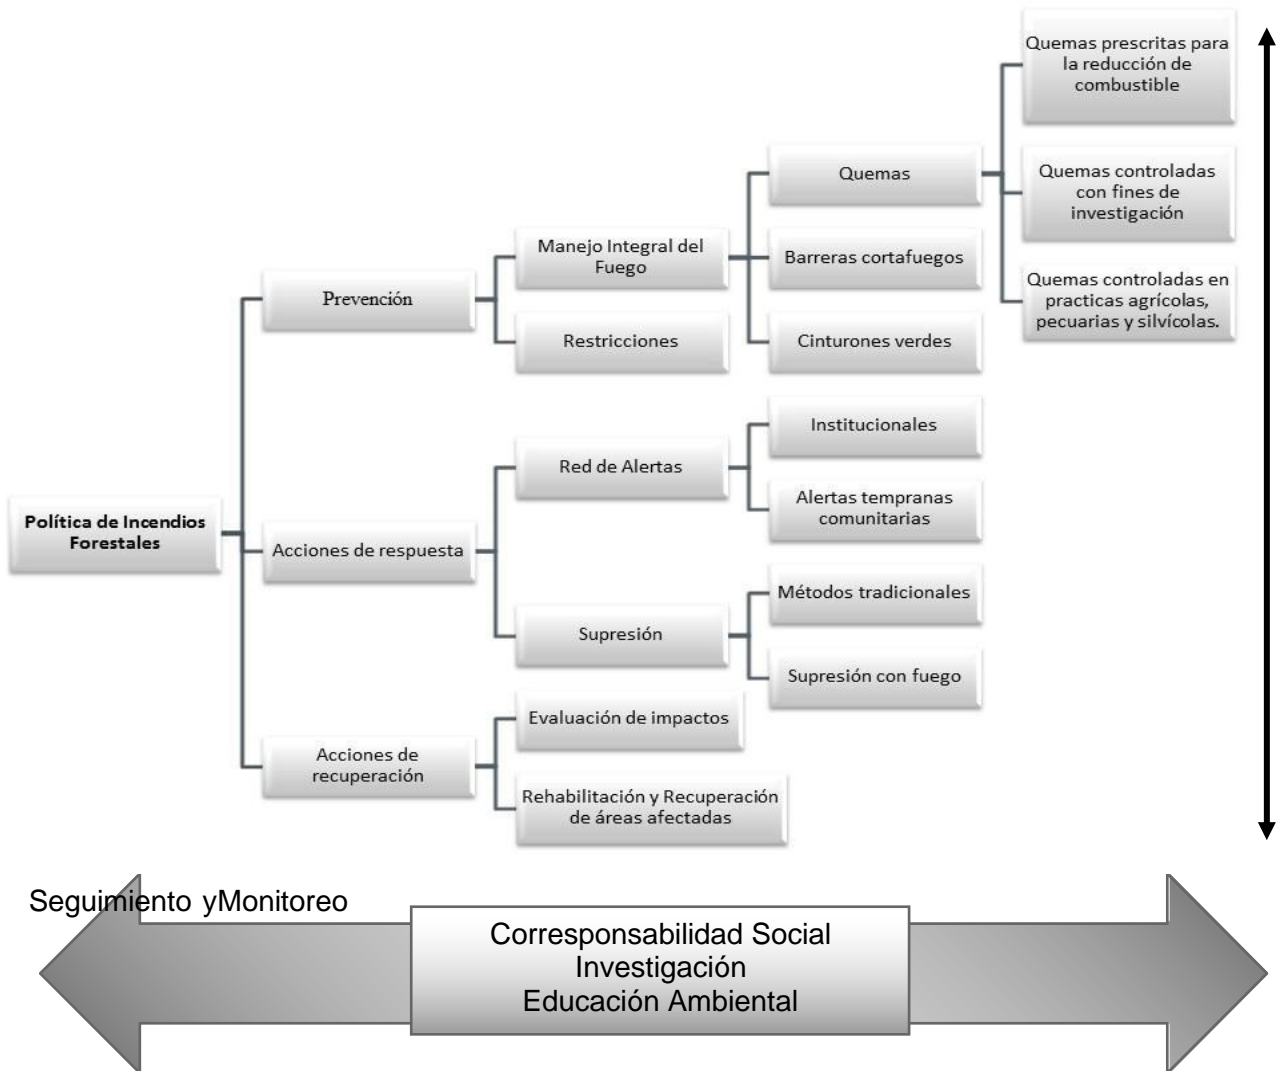 Quemas prescritas para
la reducción de
combustible
Quemas
Quemas controladas
con fines de
investigación
Manejo Integral del
Fuego
Barreras cortafuegos
Prevención
Quemas controladas en
practicas agrícolas,
pecuarias y silvícolas.
Restricciones
Cinturones verdes
Institucionales
Red de Alertas
Alertas tempranas
comunitarias
Política de Incendios
Forestales
Acciones de respuesta
Métodos tradicionales
Supresión
Supresión con fuego
Evaluación de impactos
Acciones de
recuperación
Rehabilitación y Recuperación
de áreas afectadas
Seguimiento yMonitoreo
Corresponsabilidad Social
Investigación
Educación Ambiental